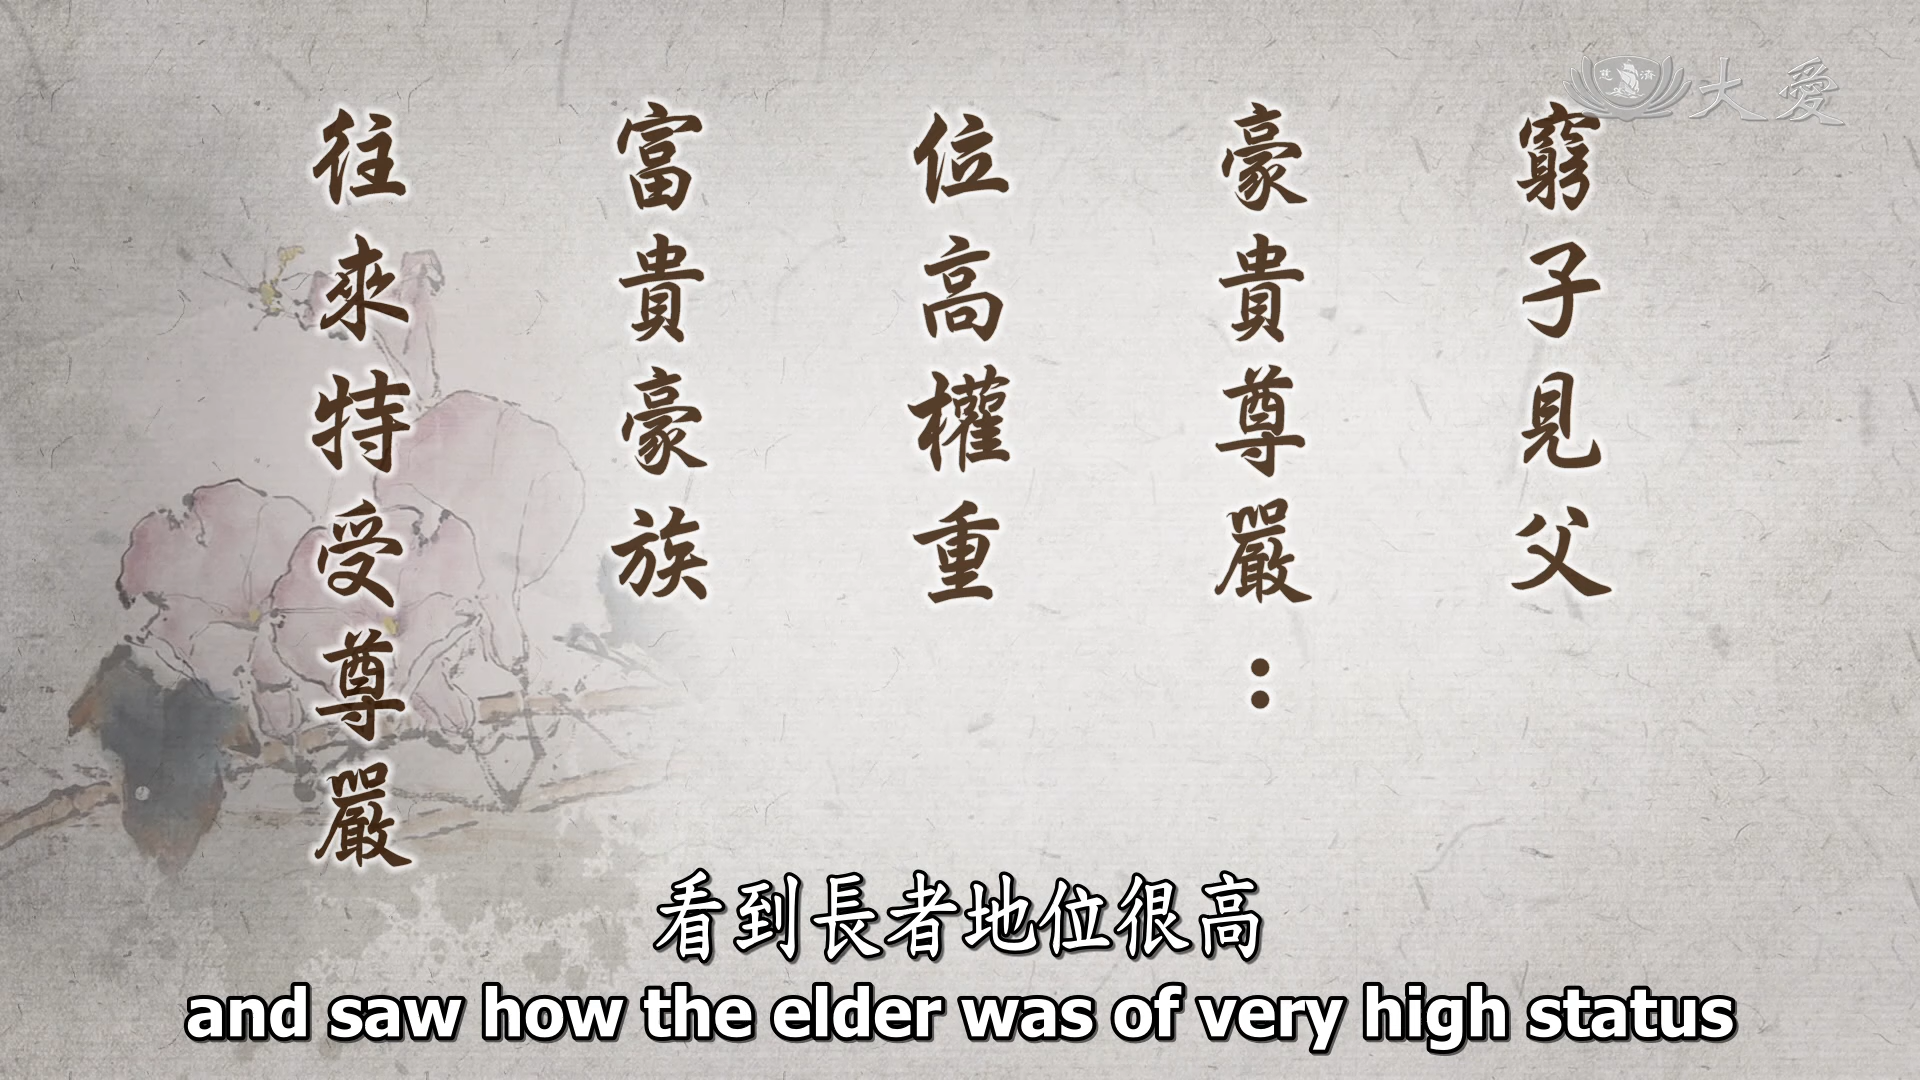 窮子見父
豪貴尊嚴：
位高權重
富貴豪族
往來特受尊嚴
慈濟
大愛
看到長者地位很高
and saw how the elder was of very high status